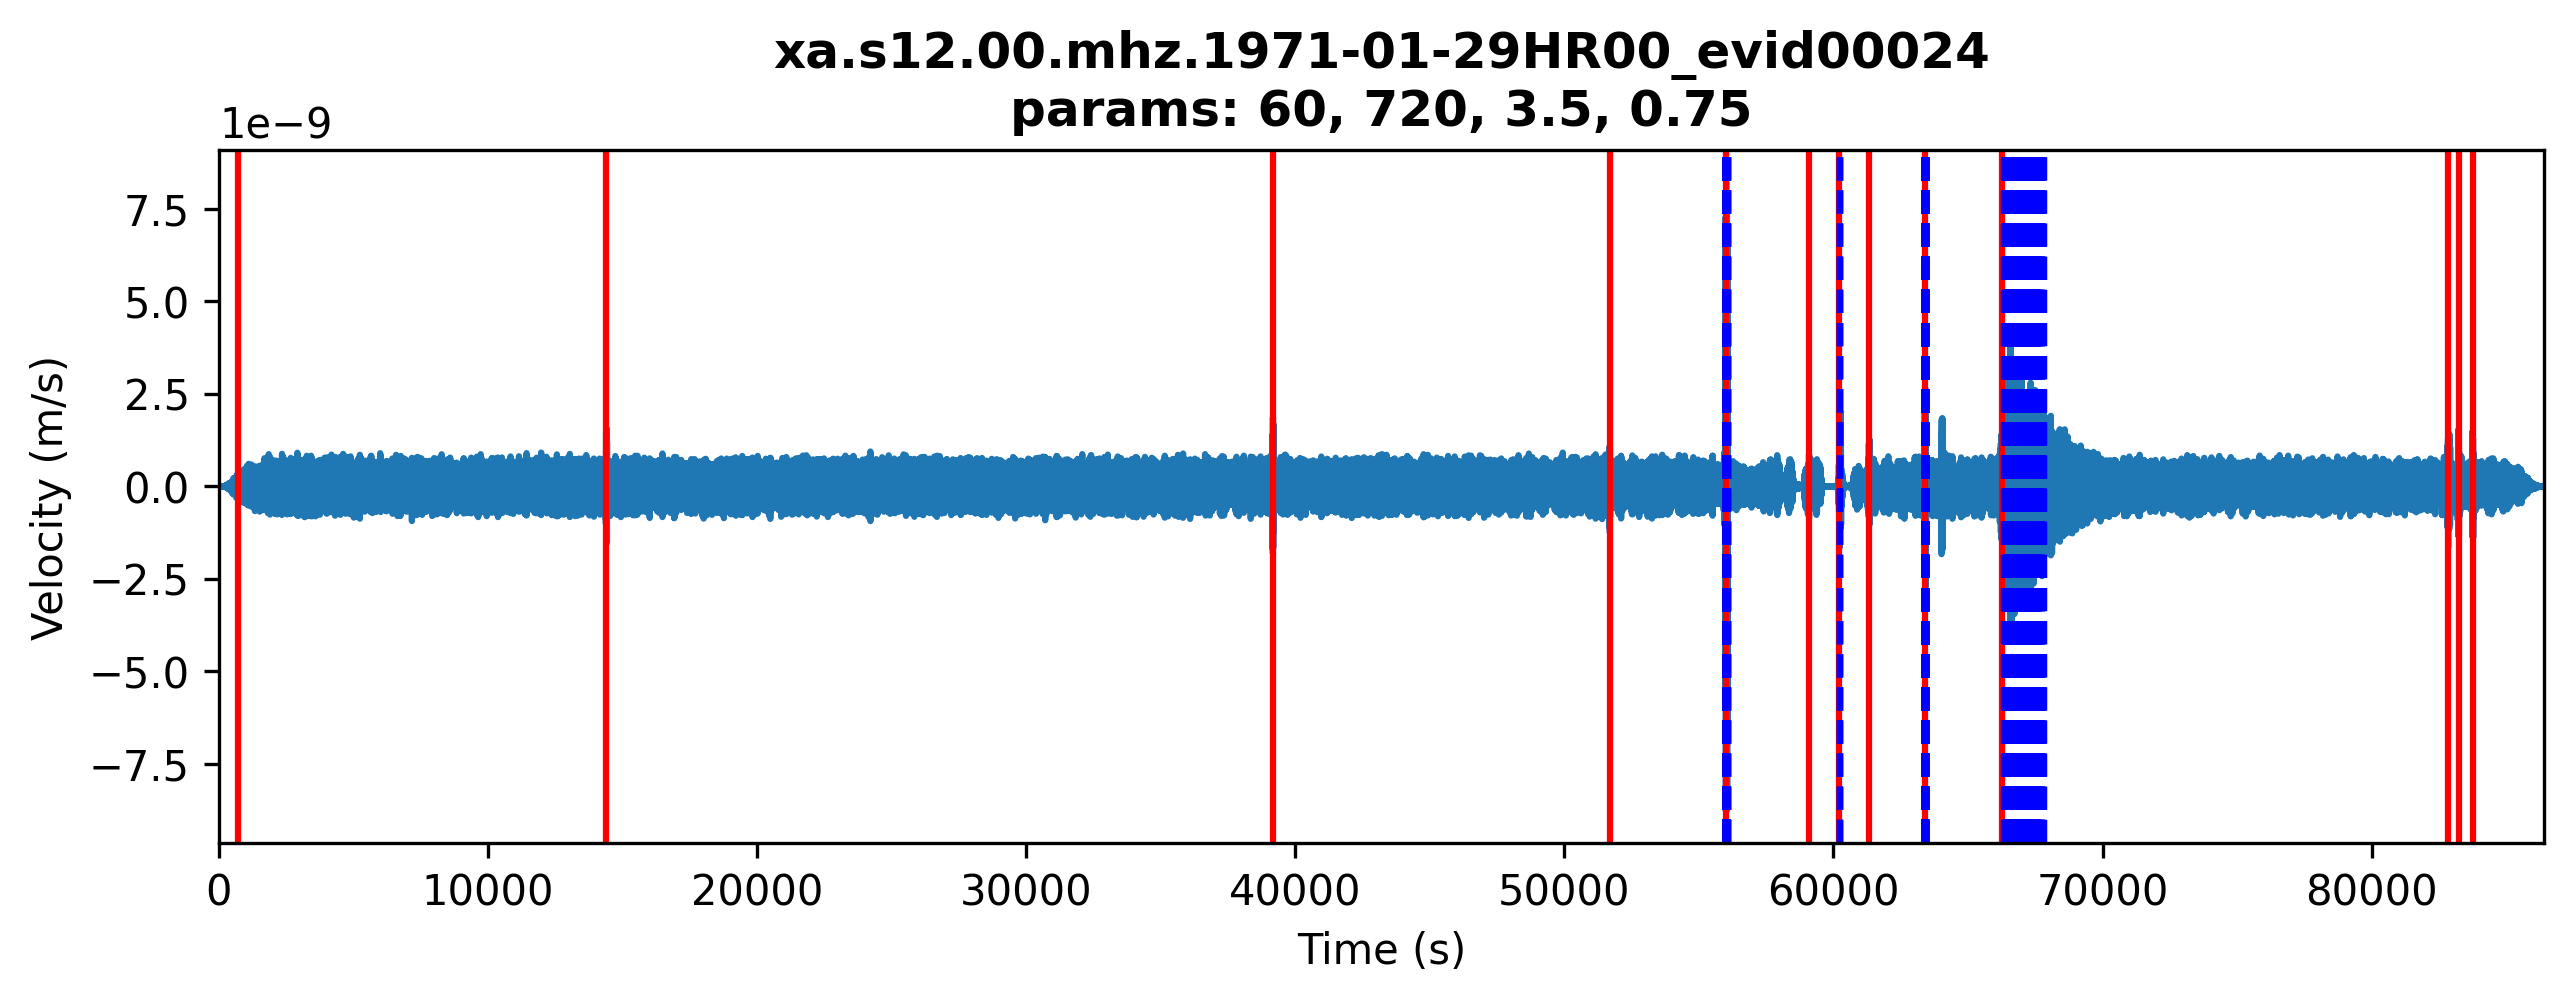 xa.s12.00.mhz.1971-01-29HR00_evid00024
params: 60, 720, 3.5, 0.75
1e−9
7.5
5.0
2.5
0.0
−2.5
−5.0
−7.5
Velocity (m/s)
0 10000 20000 30000 40000 50000 60000 70000 80000
Time (s)